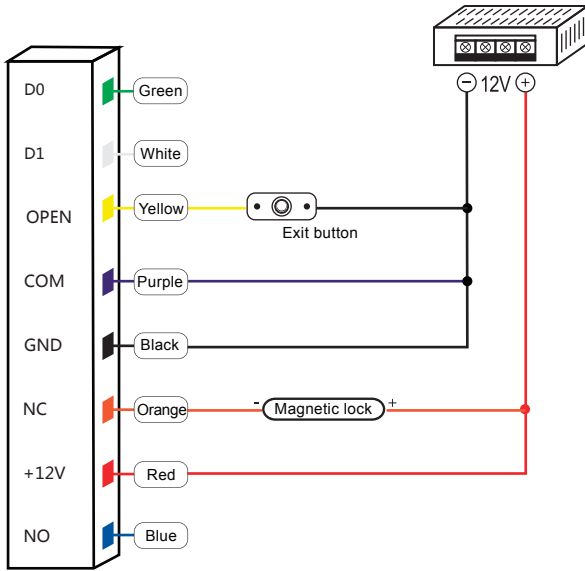 − 12V +
D0 Green
D1 White
OPEN Yellow
Exit button
COM Purple
GND Black
NC Orange - Magnetic lock +
+12V Red
NO Blue